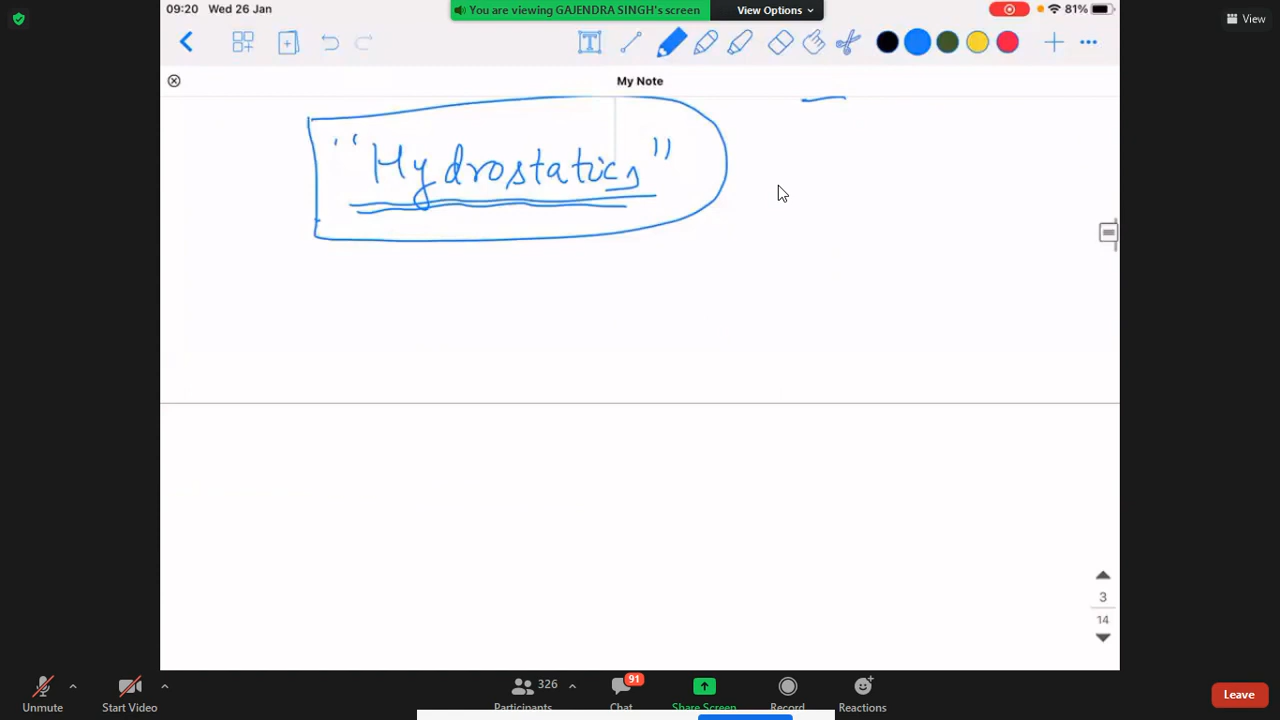 09:20 Wed 26 Jan
You are viewing GAJENDRA SINGH's screen
View Options
81%
View
My Note
"Hydrostatics"
3
14
Unmute
Start Video
326
Participants
91
Chat
Share Screen
Record
Reactions
Leave